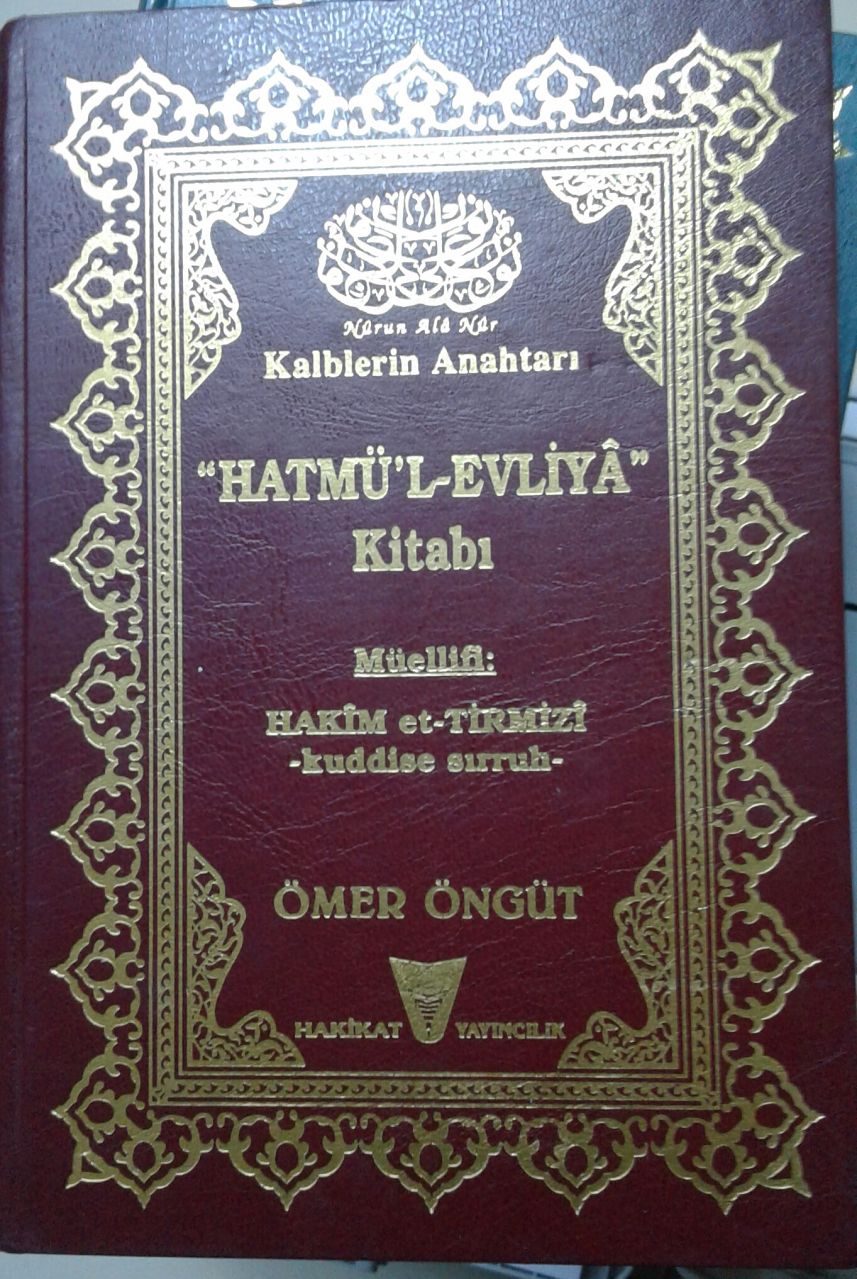 Nûrun Alâ Nûr
Kalblerin Anahtarı
“HATMÜ’L-EVLİYÂ”
Kitabı
Müellifi:
HAKÎM et-TİRMİZÎ
-kuddise sırruh-
ÖMER ÖNGÜT
HAKİKAT YAYINCILIK